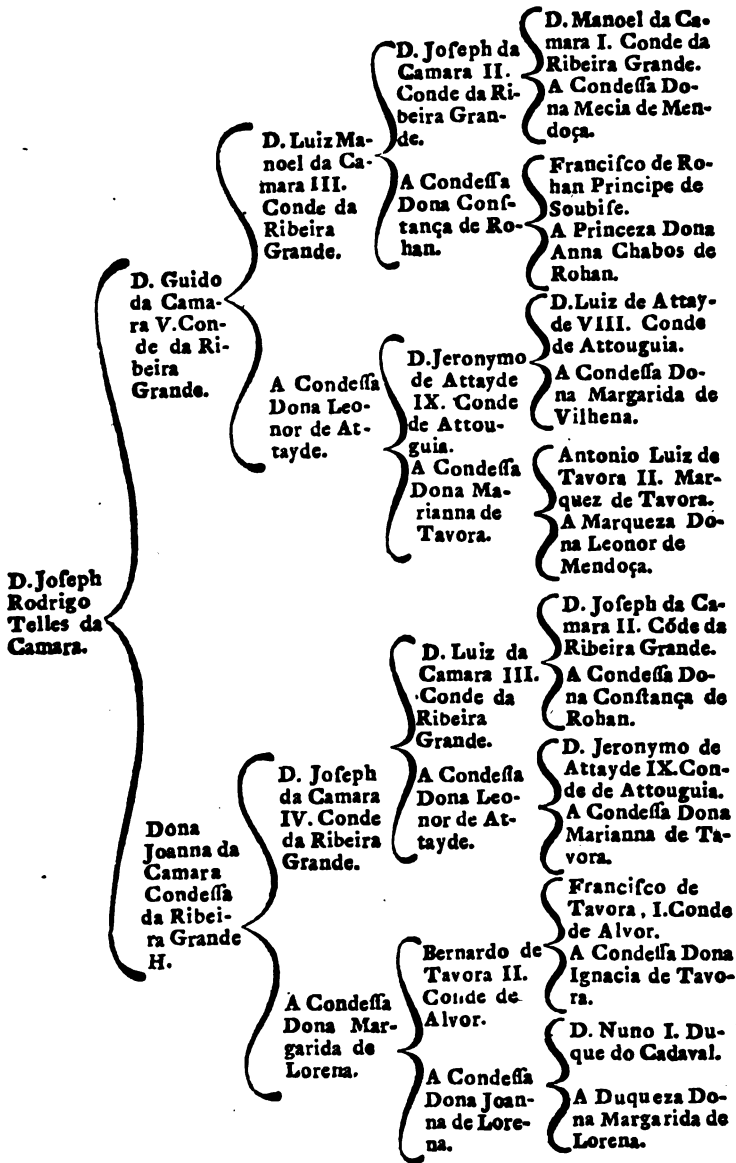 D. Joſeph
Rodrigo
Telles da
Camara.
D. Guido
da Cama-
ra V.Con-
de da Ri-
beira
Grande.
Dona
Joanna da
Camara
Condeſſa
da Ribei-
ra Grande
H.
D. Luiz Ma-
noel da Ca-
mara III.
Conde da
Ribeira
Grande.
A Condeſſa
Dona Leo-
nor de At-
tayde.
D. Joſeph
da Camara
IV. Conde
da Ribeira
Grande.
A Condeſſa
Dona Mar-
garida de
Lorena.
D. Joſeph da
Camara II.
Conde da Ri-
beira Gran-
de.
A Condeſſa
Dona Conſ-
tança de Ro-
han.
D.Jeronymo
de Attayde
IX. Conde
de Attou-
guia.
A Condeſſa
Dona Ma-
rianna de
Tavora.
D. Luiz da
Camara III.
Conde da
Ribeira
Grande.
A Condeſſa
Dona Leo-
nor de At-
tayde.
Bernardo de
Tavora II.
Conde de
Alvor.
A Condeſſa
Dona Joan-
na de Lore-
na.
D. Manoel da Ca-
mara I. Conde da
Ribeira Grande.
A Condeſſa Do-
na Mecia de Men-
doça.
Franciſco de Ro-
han Principe de
Soubiſe.
A Princeza Dona
Anna Chabos de
Rohan.
D.Luiz de Attay-
de VIII. Conde
de Attouguia.
A Condeſſa Do-
na Margarida de
Vilhena.
Antonio Luiz de
Tavora II. Mar-
quez de Tavora.
A Marqueza Do-
na Leonor de
Mendoça.
D. Joſeph da Ca-
mara II. Cõde da
Ribeira Grande.
A Condeſſa Do-
na Conſtança de
Rohan.
D. Jeronymo de
Attayde IX.Con-
de de Attouguia.
A Condeſſa Dona
Marianna de Ta-
vora.
Franciſco de
Tavora, I.Conde
de Alvor.
A Condeſſa Dona
Ignacia de Tavo-
ra.
D. Nuno I. Du-
que do Cadaval.
A Duqueza Do-
na Margarida de
Lorena.